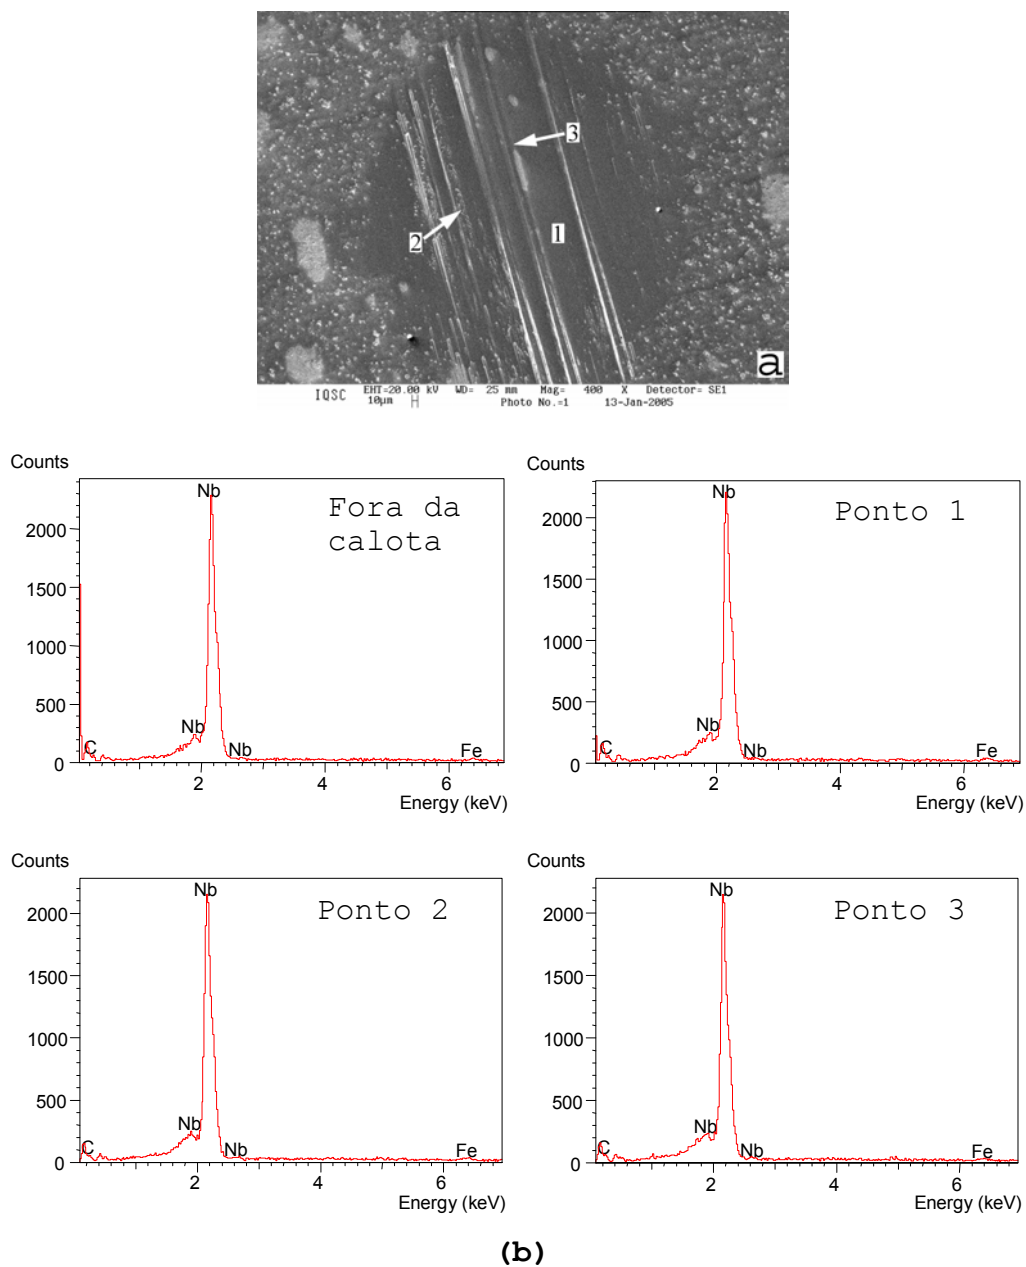 3
2
1
a
IQSC EHT=20.00 kV WD= 25 mm Mag= 400 X Detector= SE1
10µm Photo No.=1 13-Jan-2005
Counts
Fora da
calota
Nb
2000
1500
1000
500
0
C
Nb
Nb
Fe
2
4
6
Energy (keV)
Counts
Ponto 1
Nb
2000
1500
1000
500
0
C
Nb
Nb
Fe
2
4
6
Energy (keV)
Counts
Ponto 2
Nb
2000
1500
1000
500
0
C
Nb
Nb
Fe
2
4
6
Energy (keV)
Counts
Ponto 3
Nb
2000
1500
1000
500
0
C
Nb
Nb
Fe
2
4
6
Energy (keV)
(b)